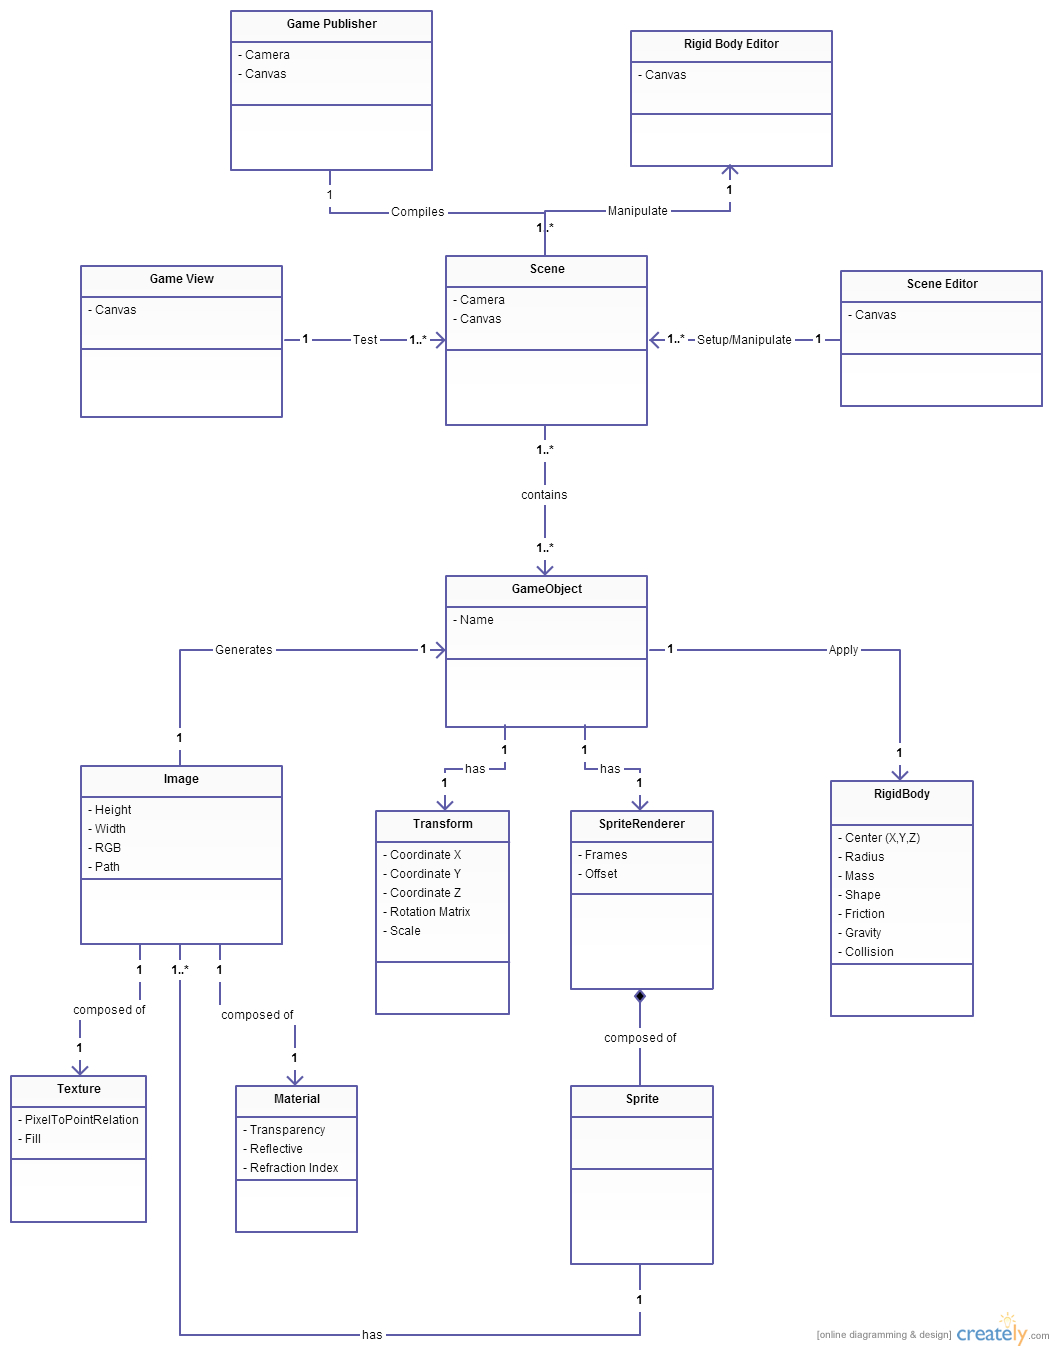 Game Publisher
- Camera
- Canvas
Rigid Body Editor
- Canvas
1
1
Compiles
Manipulate
1..*
Game View
- Canvas
Scene
- Camera
- Canvas
Scene Editor
- Canvas
1
Test
1..*
1..*
Setup/Manipulate
1
1..*
contains
1..*
GameObject
- Name
Generates
1
1
Apply
1
1
1
1
has
has
1
1
Image
- Height
- Width
- RGB
- Path
Transform
- Coordinate X
- Coordinate Y
- Coordinate Z
- Rotation Matrix
- Scale
SpriteRenderer
- Frames
- Offset
RigidBody
- Center (X,Y,Z)
- Radius
- Mass
- Shape
- Friction
- Gravity
- Collision
1
1..*
1
composed of
composed of
composed of
1
1
Texture
- PixelToPointRelation
- Fill
Material
- Transparency
- Reflective
- Refraction Index
Sprite
1
has
[online diagramming & design] creately.com